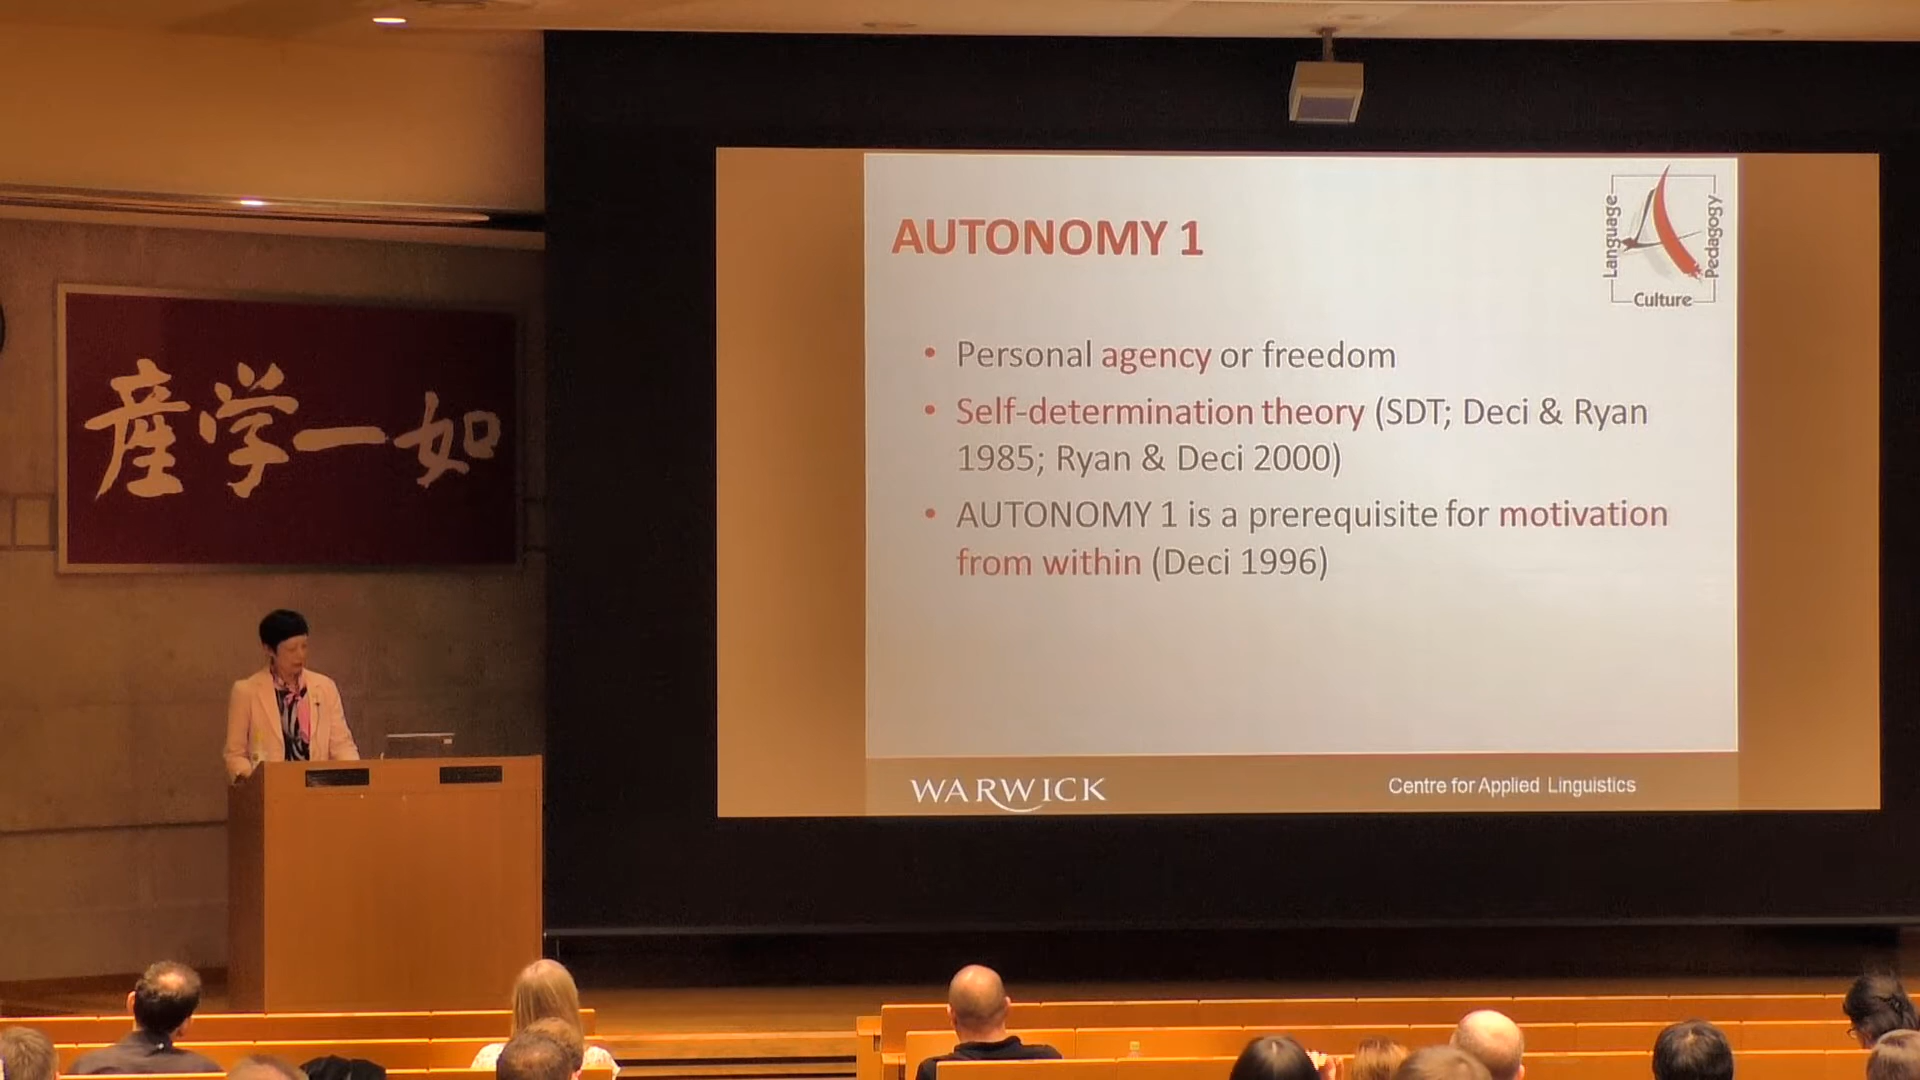 産学一如
AUTONOMY 1
Language
Pedagogy
Culture
• Personal agency or freedom
• Self-determination theory (SDT; Deci & Ryan
1985; Ryan & Deci 2000)
• AUTONOMY 1 is a prerequisite for motivation
from within (Deci 1996)
WARWICK
Centre for Applied Linguistics